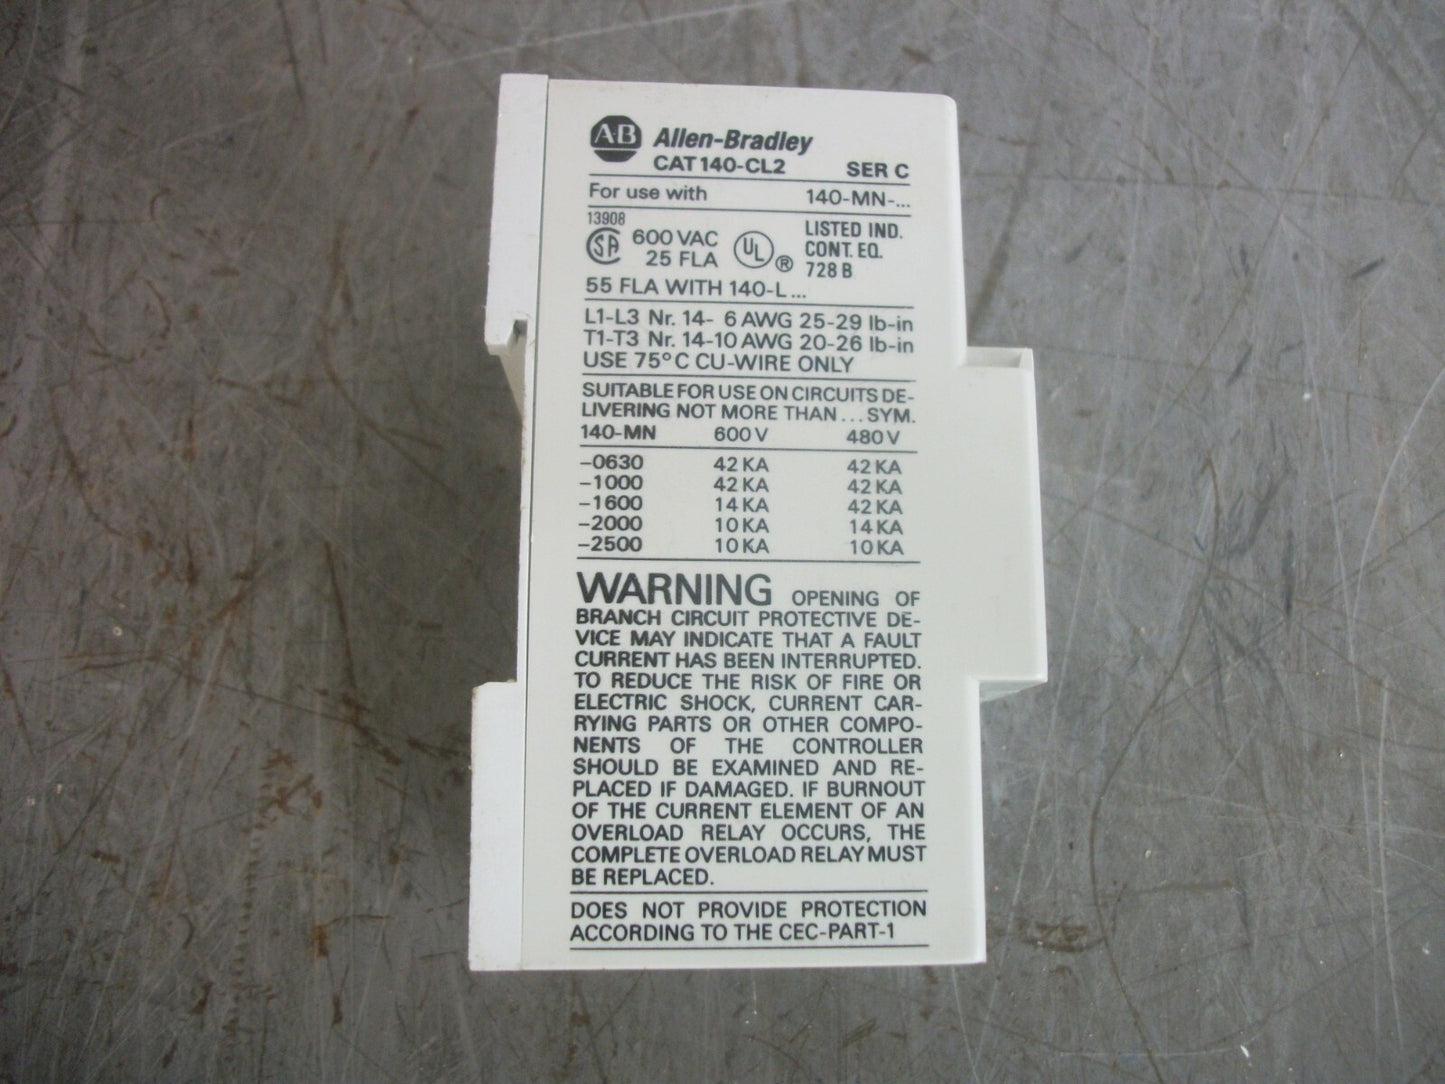 AB Allen-Bradley
CAT 140-CL2 SER C
For use with 140-MN-...
13908
SA 600 VAC UL ® LISTED IND.
25 FLA CONT. EQ.
728 B
55 FLA WITH 140-L ...
L1-L3 Nr. 14- 6 AWG 25-29 lb-in
T1-T3 Nr. 14-10 AWG 20-26 lb-in
USE 75°C CU-WIRE ONLY
SUITABLE FOR USE ON CIRCUITS DE-
LIVERING NOT MORE THAN ... SYM.
140-MN 600 V 480 V
-0630 42 KA 42 KA
-1000 42 KA 42 KA
-1600 14 KA 42 KA
-2000 10 KA 14 KA
-2500 10 KA 10 KA
WARNING OPENING OF
BRANCH CIRCUIT PROTECTIVE DE-
VICE MAY INDICATE THAT A FAULT
CURRENT HAS BEEN INTERRUPTED.
TO REDUCE THE RISK OF FIRE OR
ELECTRIC SHOCK, CURRENT CAR-
RYING PARTS OR OTHER COMPO-
NENTS OF THE CONTROLLER
SHOULD BE EXAMINED AND RE-
PLACED IF DAMAGED. IF BURNOUT
OF THE CURRENT ELEMENT OF AN
OVERLOAD RELAY OCCURS, THE
COMPLETE OVERLOAD RELAY MUST
BE REPLACED.
DOES NOT PROVIDE PROTECTION
ACCORDING TO THE CEC-PART-1